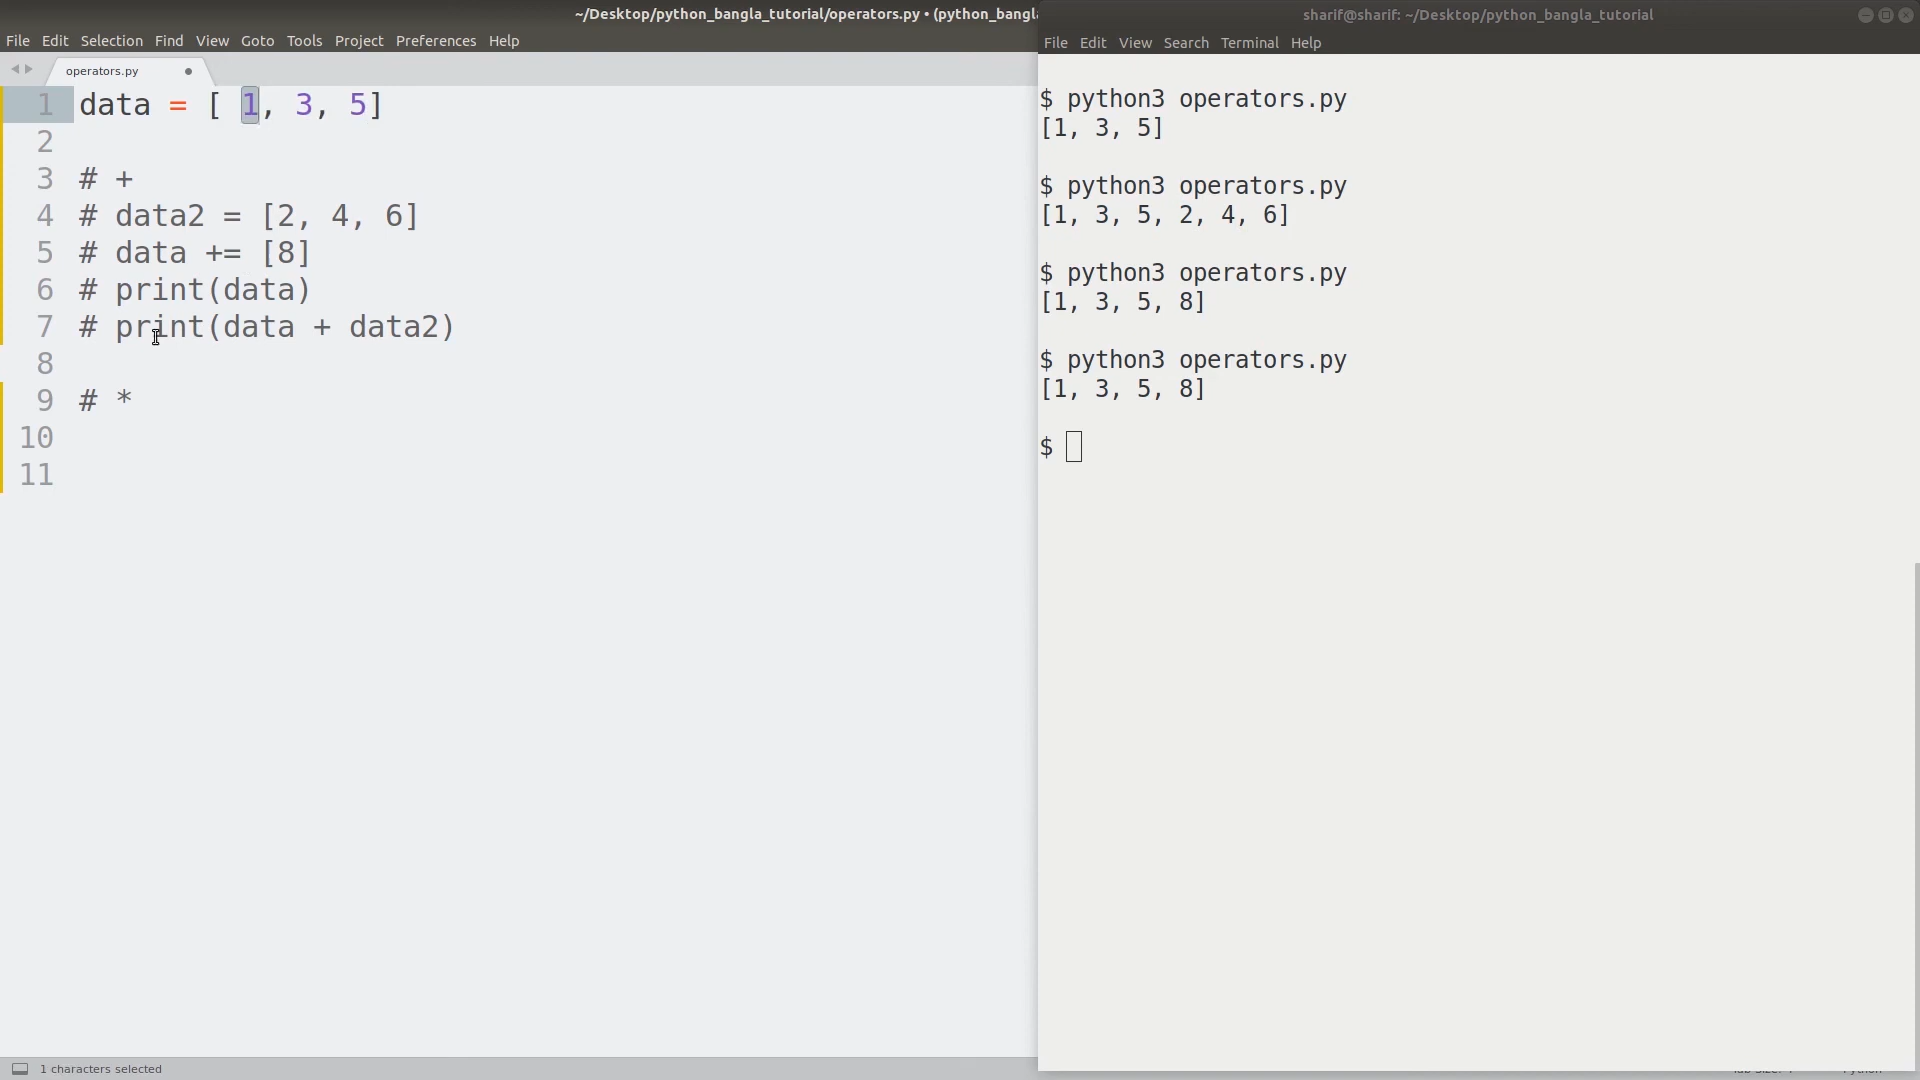 ~/Desktop/python_bangla_tutorial/operators.py • (python_bangla
File Edit Selection Find View Goto Tools Project Preferences Help
operators.py
1 data = [ 1, 3, 5]
2
3 # +
4 # data2 = [2, 4, 6]
5 # data += [8]
6 # print(data)
7 # print(data + data2)
8
9 # *
10
11
1 characters selected
sharif@sharif: ~/Desktop/python_bangla_tutorial
File Edit View Search Terminal Help
$ python3 operators.py
[1, 3, 5]
$ python3 operators.py
[1, 3, 5, 2, 4, 6]
$ python3 operators.py
[1, 3, 5, 8]
$ python3 operators.py
[1, 3, 5, 8]
$